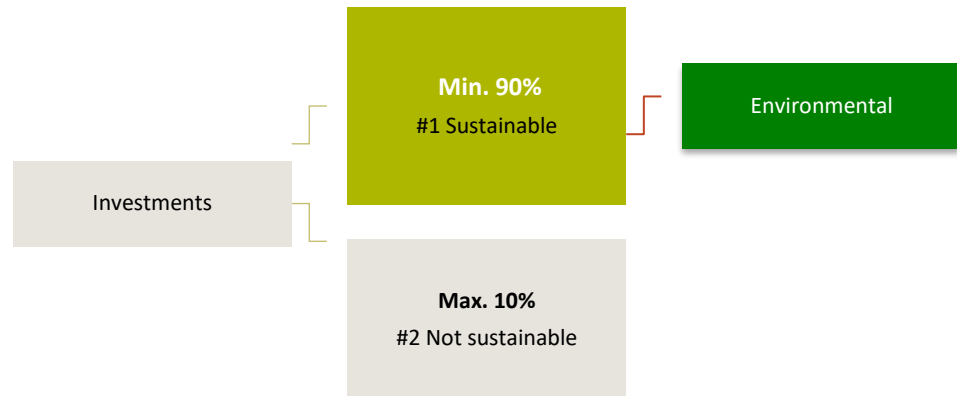 Investments
Min. 90%
#1 Sustainable
Environmental
Max. 10%
#2 Not sustainable